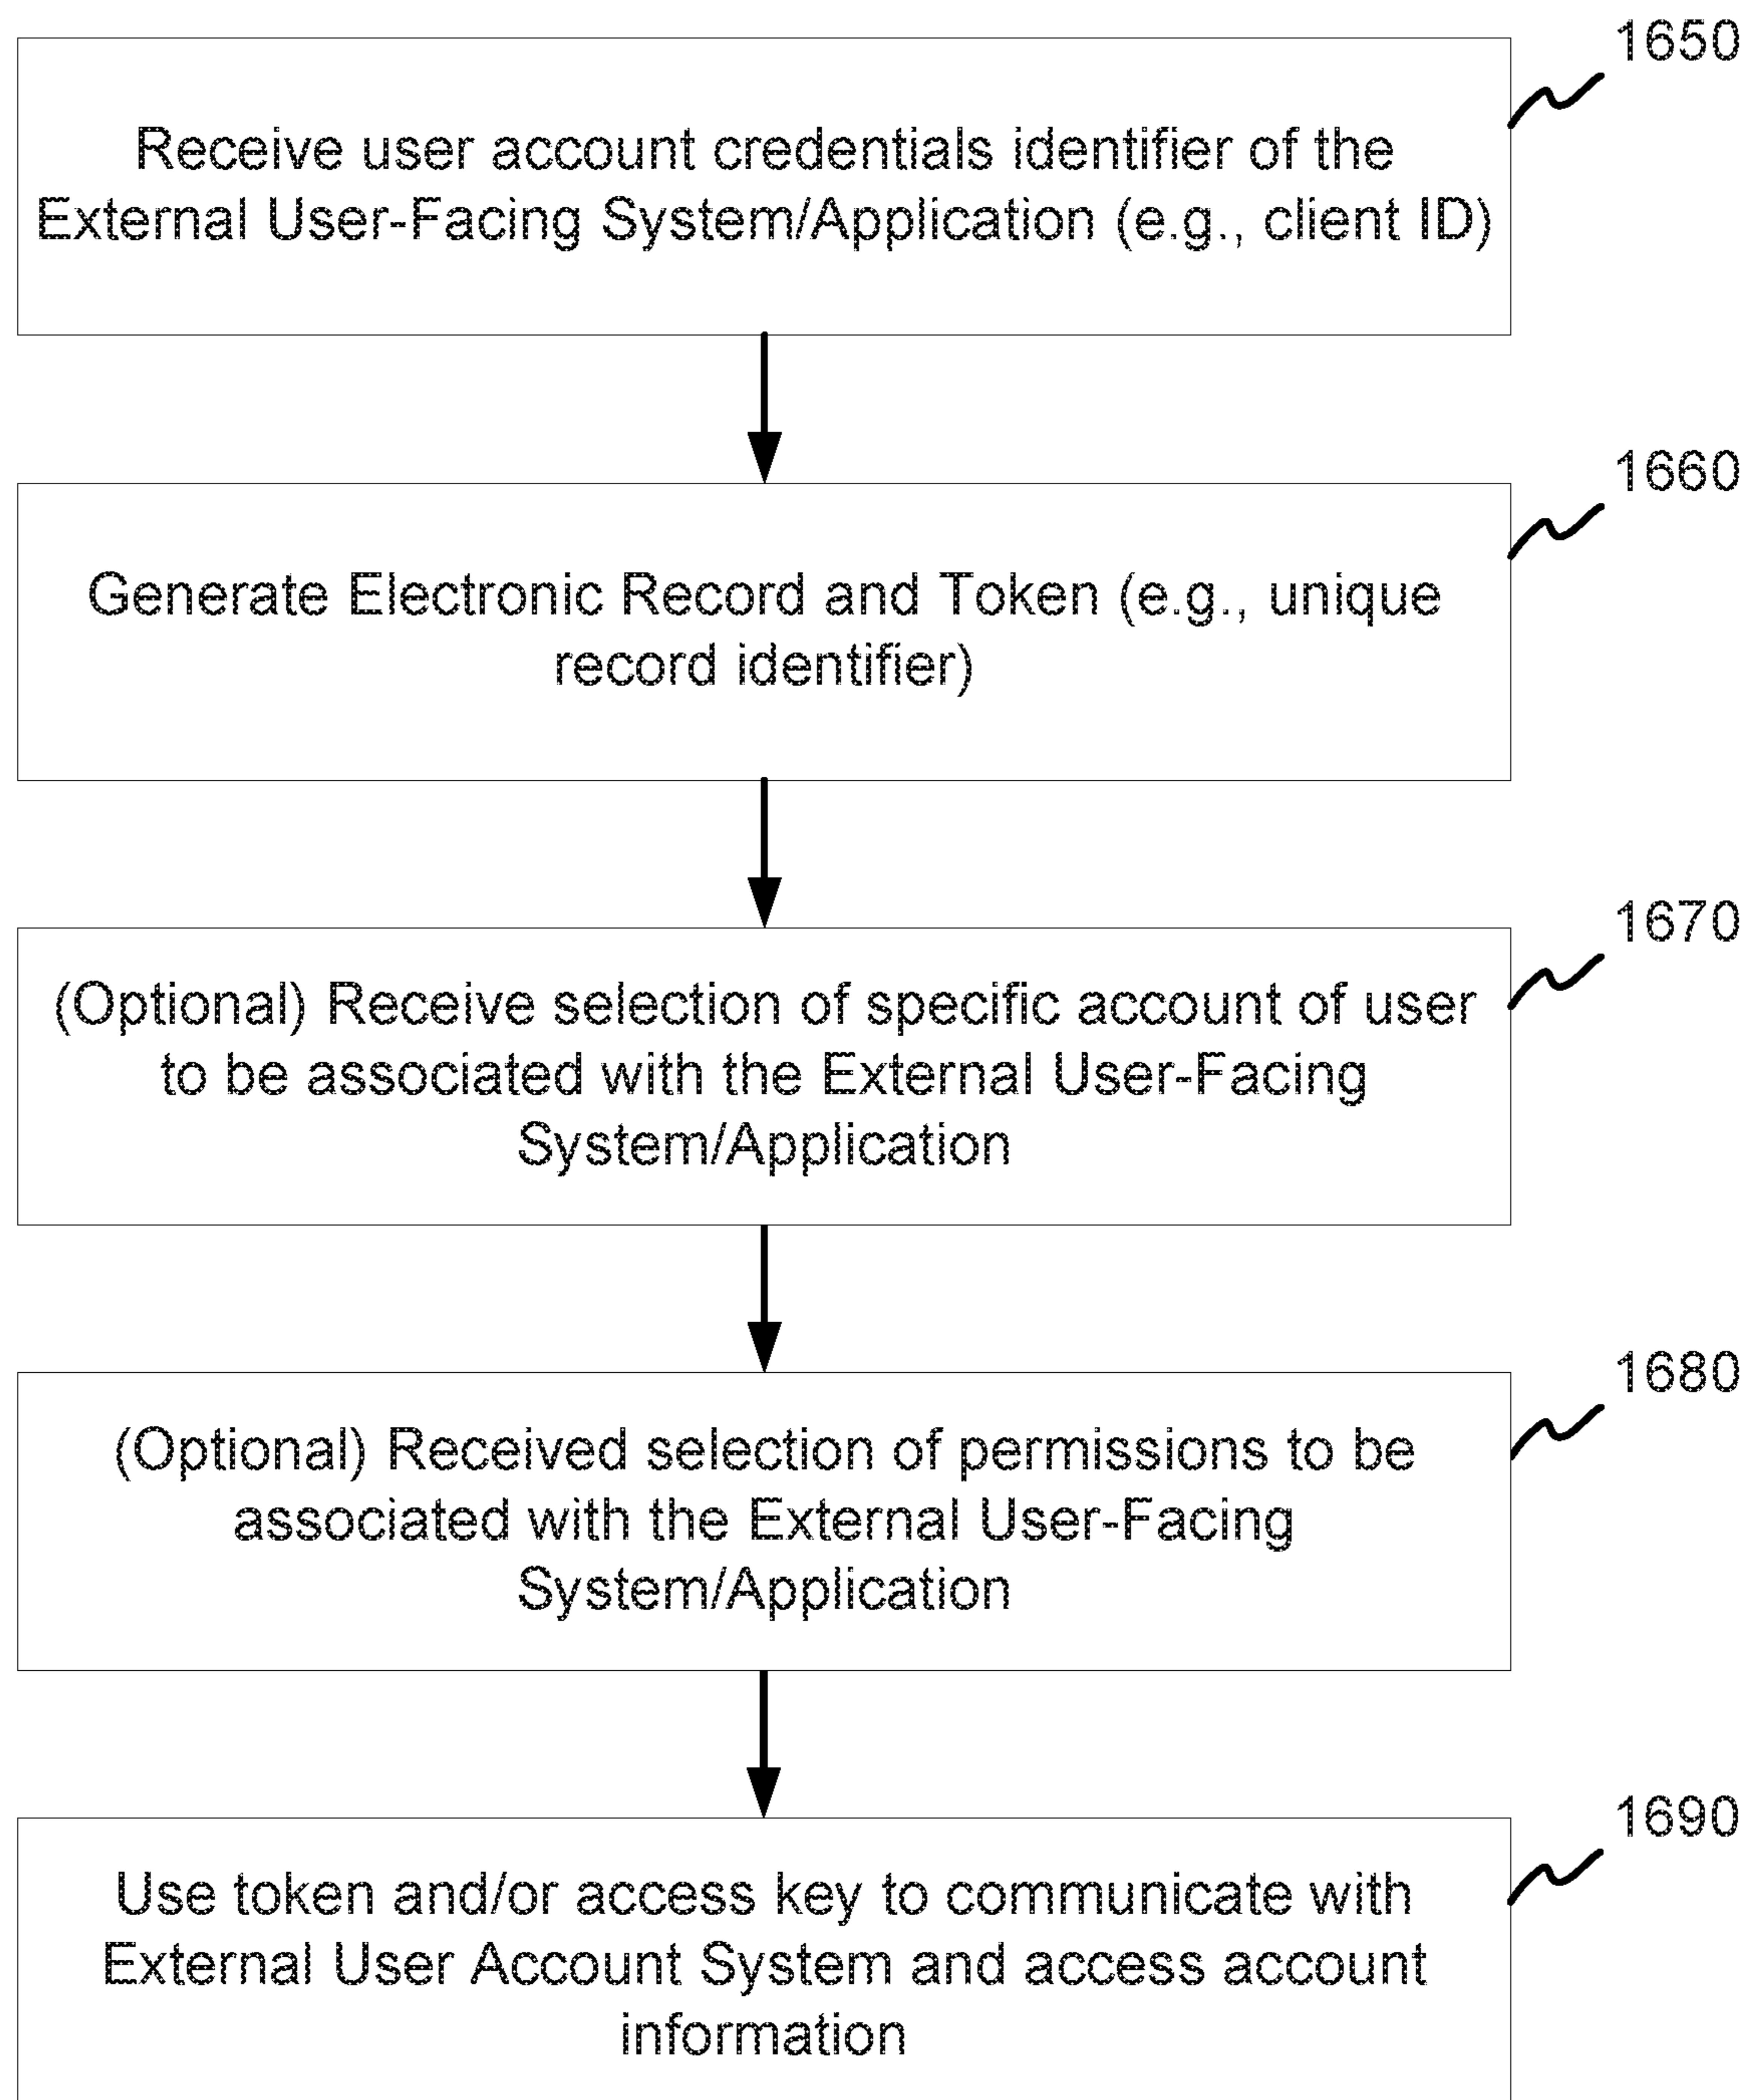 1650
Receive user account credentials identifier of the
External User-Facing System/Application (e.g., client ID)
1660
Generate Electronic Record and Token (e.g., unique
record identifier)
1670
(Optional) Receive selection of specific account of user
to be associated with the External User-Facing
System/Application
1680
(Optional) Received selection of permissions to be
associated with the External User-Facing
System/Application
1690
Use token and/or access key to communicate with
External User Account System and access account
information